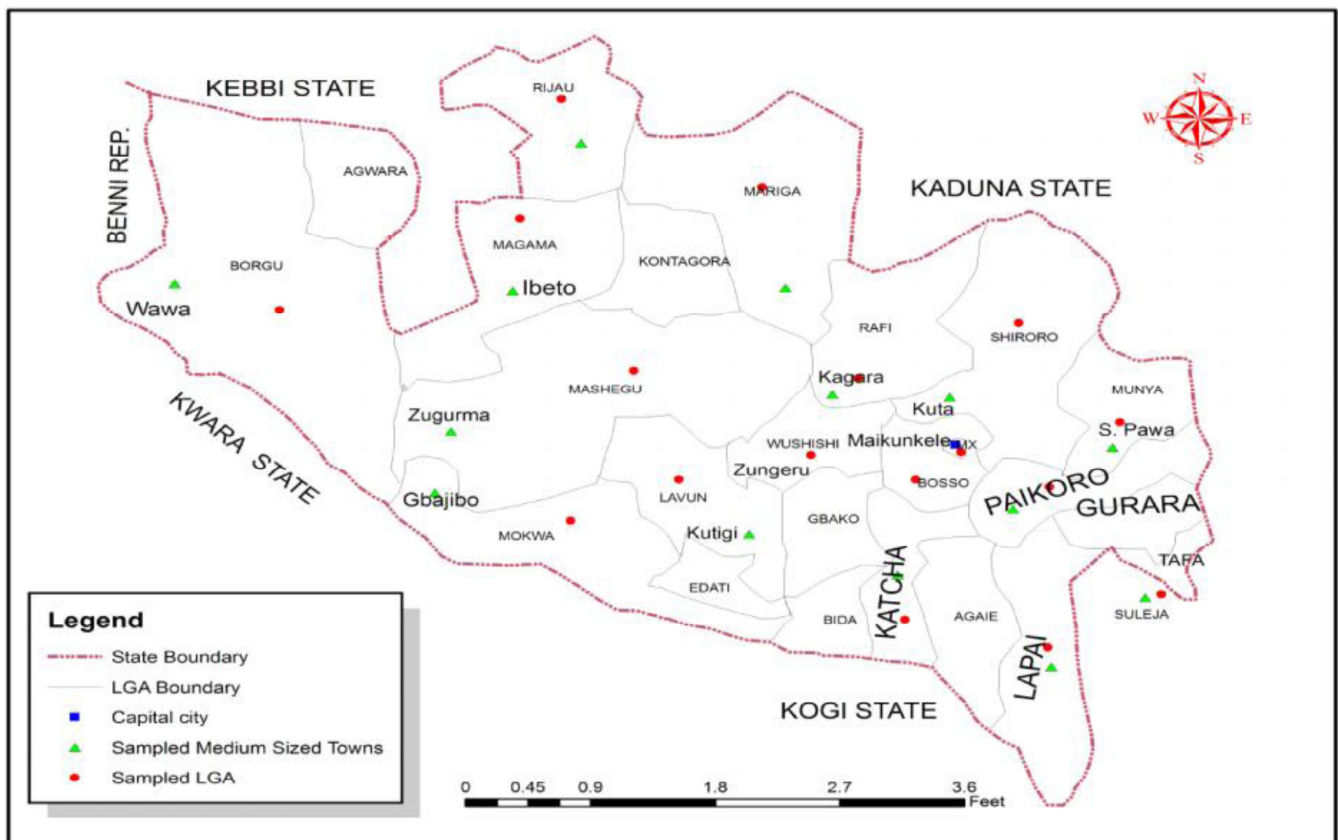 KEBBI STATE
RIJAU
N
W E
S
BENNI REP.
AGWARA
MARIGA
KADUNA STATE
MAGAMA
KONTAGORA
BORGU
Ibeto
Wawa
RAFI
SHIRORO
Kagara
MASHEGU
MUNYA
KWARA STATE
Zugurma
Kuta
S. Pawa
WUSHISHI
Maikunkele
MX
Zungeru
Gbajibo
LAVUN
BOSSO
PAIKORO
GURARA
GBAKO
MOKWA
Kutigi
TAFA
EDATI
KATCHA
BIDA
AGAIE
SULEJA
LAPAI
KOGI STATE
Legend
State Boundary
LGA Boundary
Capital city
Sampled Medium Sized Towns
Sampled LGA
0 0.45 0.9 1.8 2.7 3.6
Feet